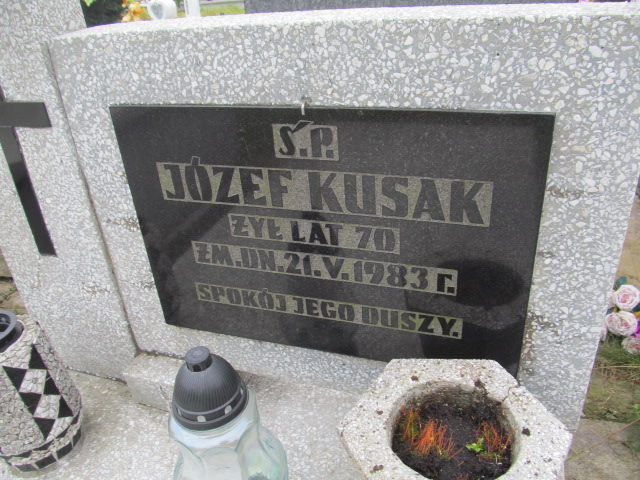 Ś.P.
JÓZEF KUSAK
ŻYŁ LAT 70
ZM. DN. 21.V.1983 r.
SPOKÓJ JEGO DUSZY.